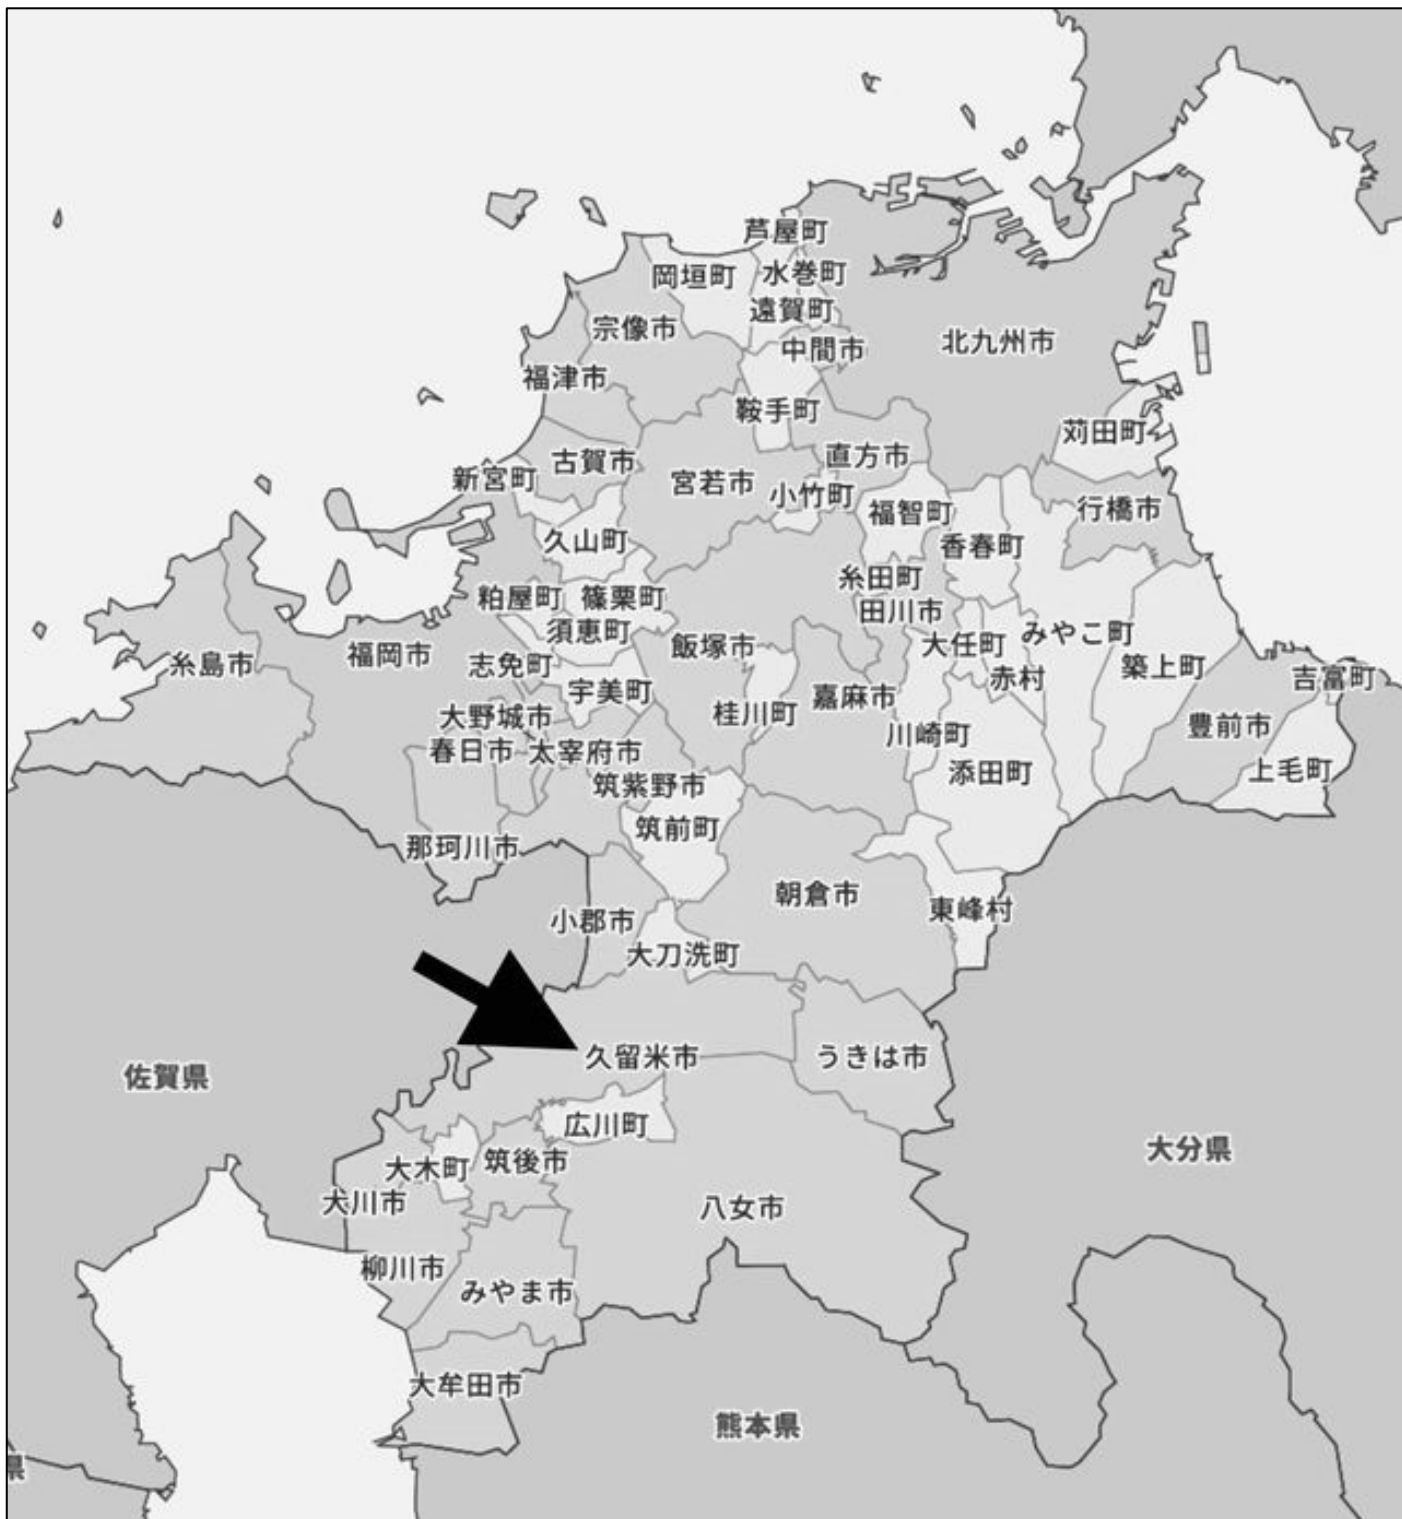 芦屋町
岡垣町
水巻町
遠賀町
宗像市
北九州市
中間市
福津市
鞍手町
苅田町
直方市
古賀市
新宮町
宮若市
小竹町
行橋市
福智町
久山町
香春町
糸田町
粕屋町
篠栗町
田川市
須恵町
みやこ町
大任町
飯塚市
福岡市
糸島市
志免町
築上町
赤村
吉富町
宇美町
嘉麻市
桂川町
大野城市
豊前市
川崎町
春日市
太宰府市
添田町
上毛町
筑紫野市
筑前町
那珂川市
朝倉市
東峰村
小郡市
大刀洗町
久留米市
うきは市
佐賀県
広川町
大分県
筑後市
大木町
大川市
八女市
柳川市
みやま市
大牟田市
熊本県
県